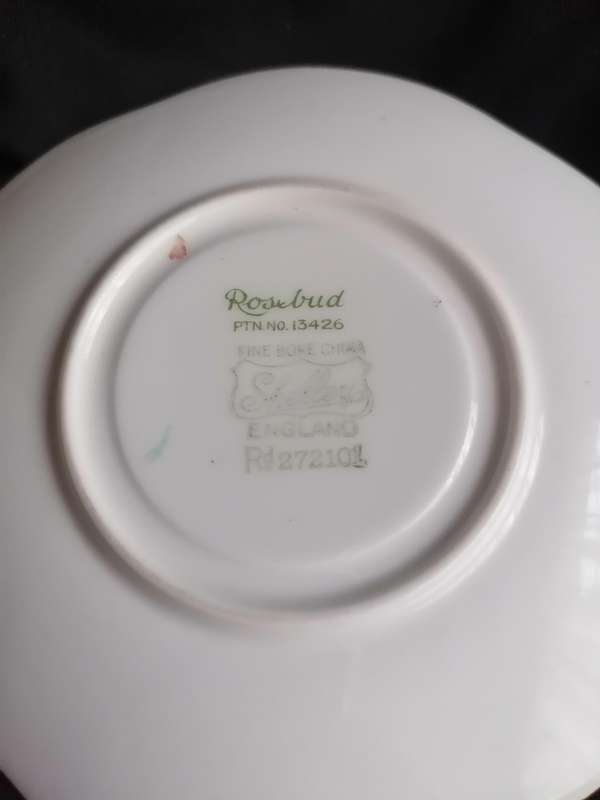 Rosebud
PTN. NO. 13426
FINE BONE CHINA
Shelley
ENGLAND
Rd 272101